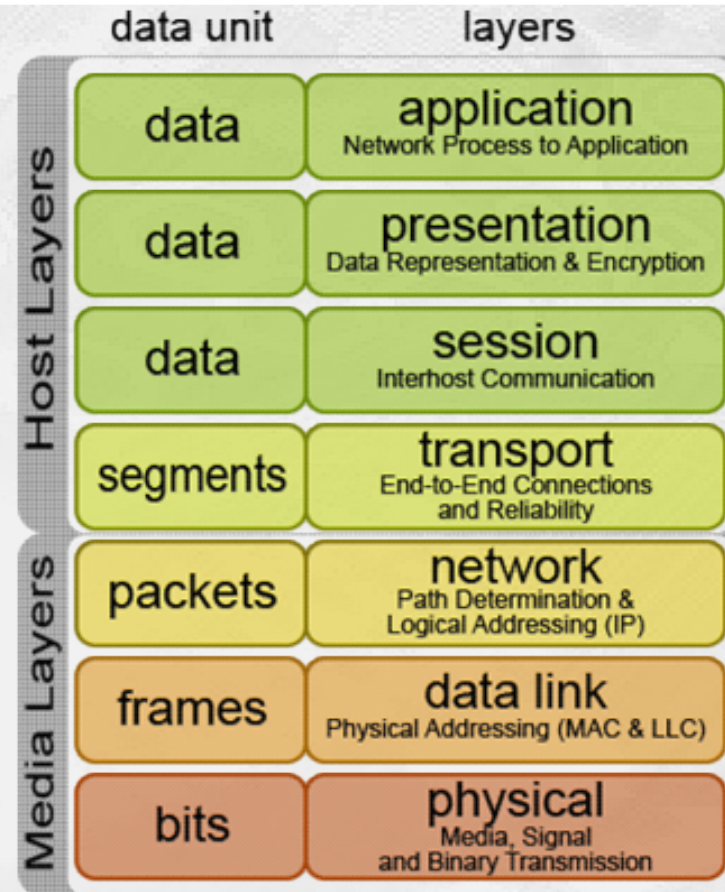 data unit layers
Host Layers
data application
Network Process to Application
data presentation
Data Representation & Encryption
data session
Interhost Communication
segments transport
End-to-End Connections
and Reliability
Media Layers
packets network
Path Determination &
Logical Addressing (IP)
frames data link
Physical Addressing (MAC & LLC)
bits physical
Media, Signal
and Binary Transmission